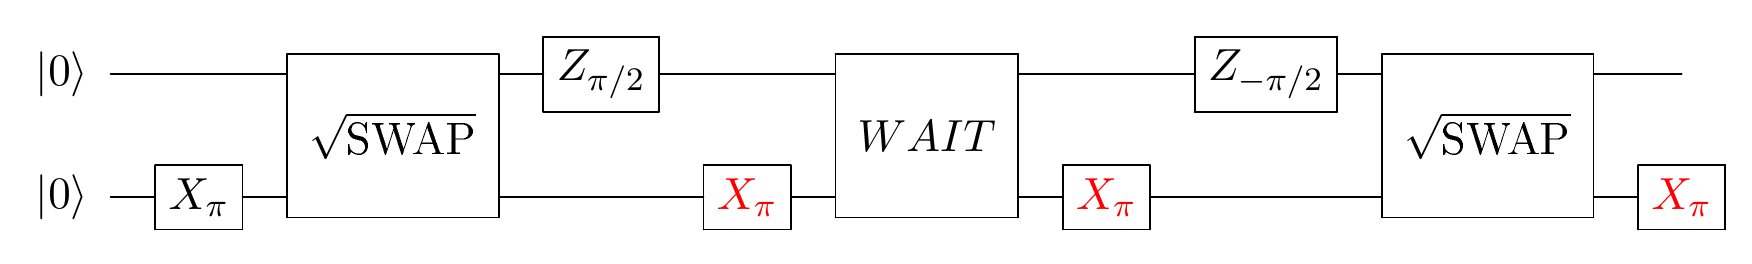 |0⟩ √SWAP Z_{π/2} WAIT Z_{-π/2} √SWAP
|0⟩ X_π X_π X_π X_π